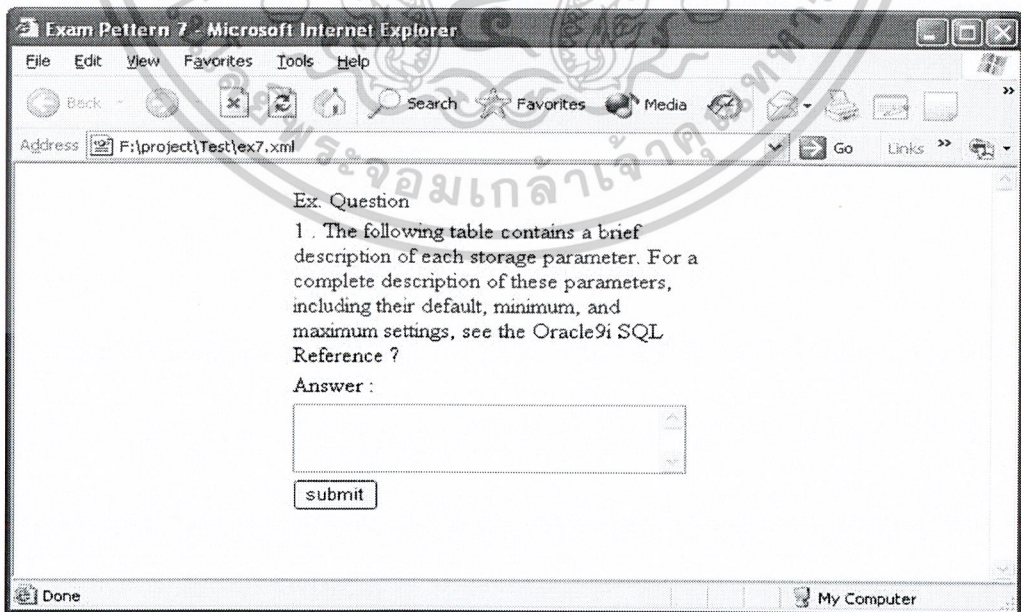 Exam Pettern 7 - Microsoft Internet Explorer
File Edit View Favorites Tools Help
Back Search Favorites Media »
Address F:\project\Test\ex7.xml Go Links »
Ex. Question
1 . The following table contains a brief
description of each storage parameter. For a
complete description of these parameters,
including their default, minimum, and
maximum settings, see the Oracle9i SQL
Reference ?
Answer :
submit
Done My Computer